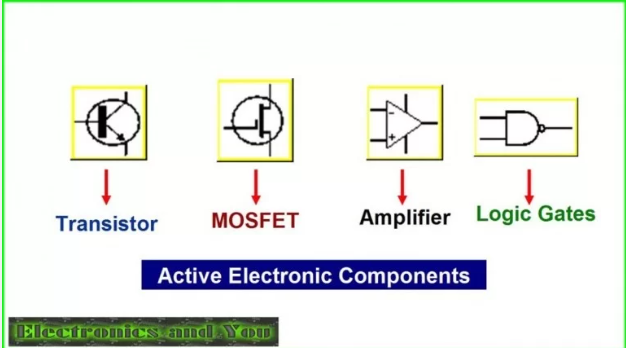 Transistor
MOSFET
Amplifier
Logic Gates
Active Electronic Components
Electronics and You